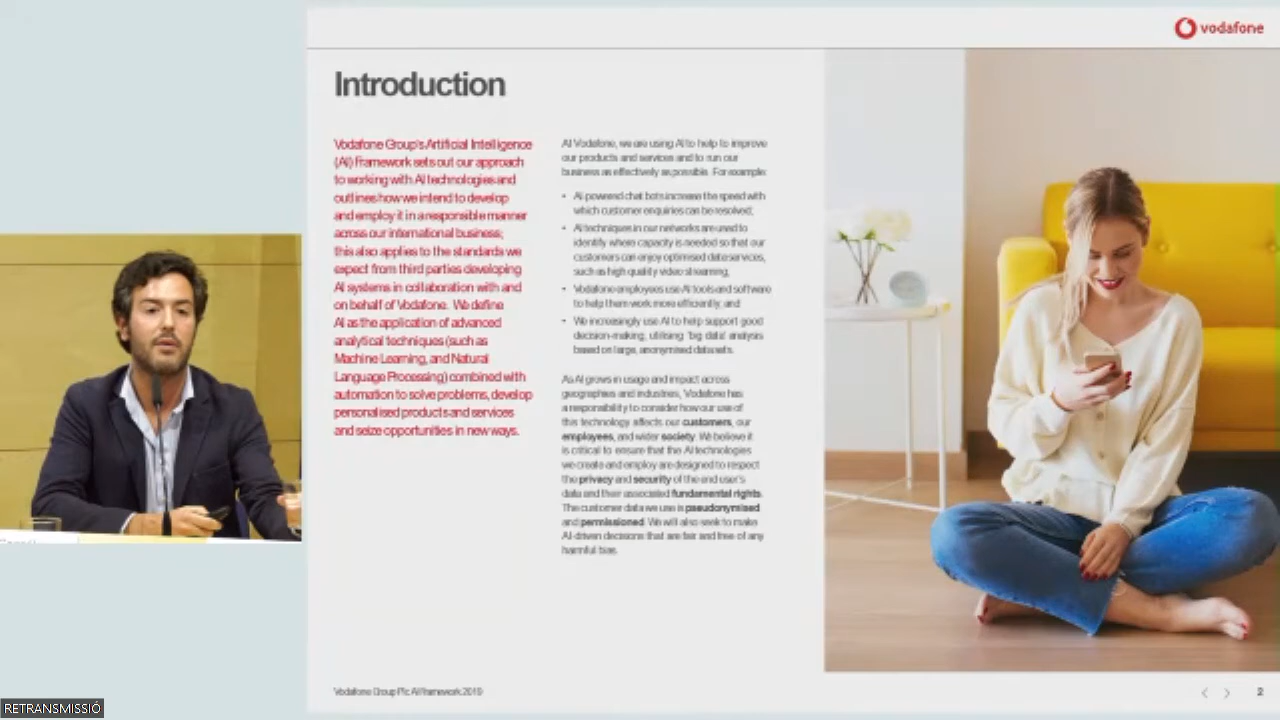 vodafone
Introduction
Vodafone Group's Artificial Intelligence
(AI) Framework sets out our approach
to working with AI technologies and
outlines how we intend to develop
and employ it in a responsible manner
across our international business;
this also applies to the standards we
expect from third parties developing
AI systems in collaboration with and
on behalf of Vodafone. We define
AI as the application of advanced
analytical techniques (such as
Machine Learning, and Natural
Language Processing) combined with
automation to solve problems, develop
personalised products and services
and seize opportunities in new ways.
At Vodafone, we are using AI to help to improve
our products and services and to run our
business as effectively as possible. For example:
• AI powered chat bots increase the speed with
which customer enquiries can be resolved;
• AI techniques in our networks are used to
identify where capacity is needed so that our
customers can enjoy optimised data services,
such as high quality video streaming;
• Vodafone employees use AI tools and software
to help them work more efficiently; and
• We increasingly use AI to help support good
decision-making, utilising 'big data' analysis
based on large, anonymised data sets.
As AI grows in usage and impact across
geographies and industries, Vodafone has
a responsibility to consider how our use of
this technology affects our customers, our
employees, and wider society. We believe it
is critical to ensure that the AI technologies
we create and employ are designed to respect
the privacy and security of the end user's
data and their associated fundamental rights.
The customer data we use is pseudonymised
and permissioned. We will also seek to make
AI-driven decisions that are fair and free of any
harmful bias.
Vodafone Group Plc AI framework 2019
2
RETRANSMISSIÓ